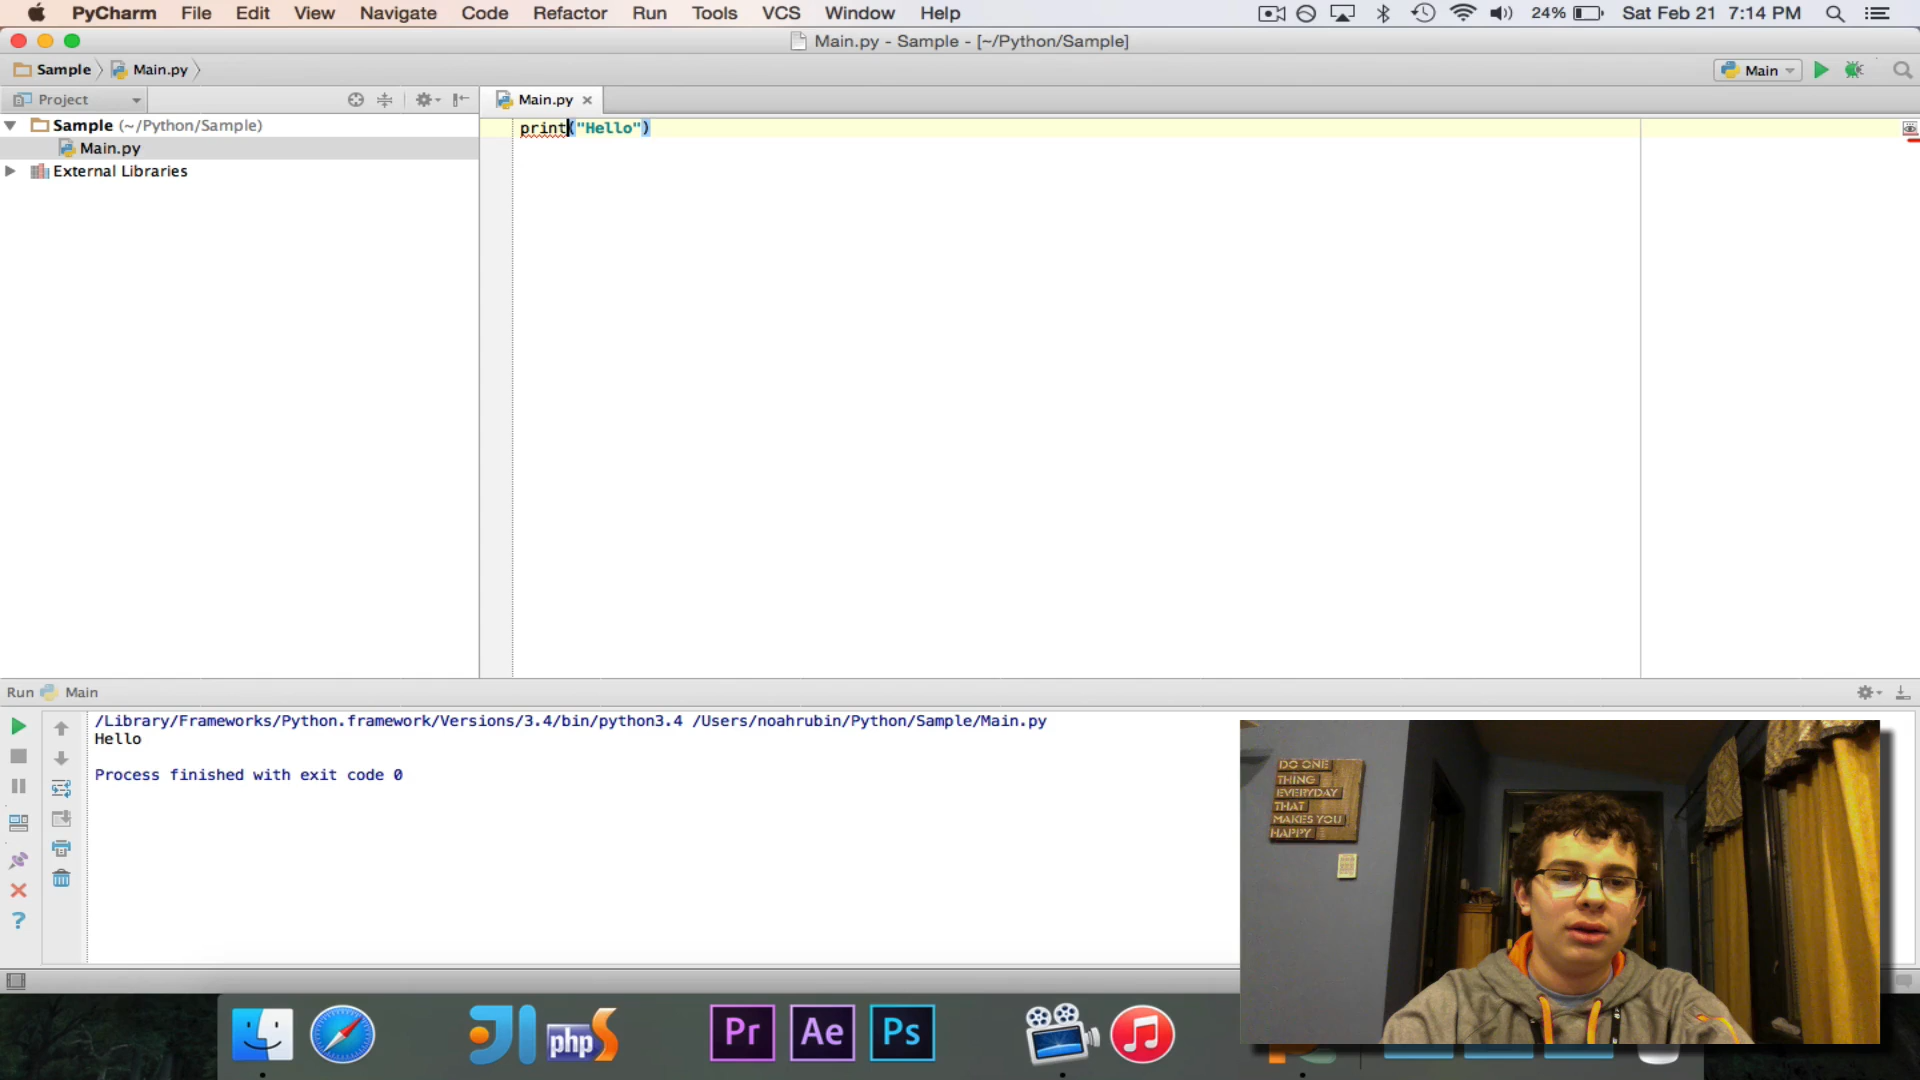 PyCharm File Edit View Navigate Code Refactor Run Tools VCS Window Help 24% Sat Feb 21 7:14 PM
Main.py - Sample - [~/Python/Sample]
Sample Main.py Main
Project Main.py
Sample (~/Python/Sample)
Main.py
External Libraries
print("Hello")
Run Main
/Library/Frameworks/Python.framework/Versions/3.4/bin/python3.4 /Users/noahrubin/Python/Sample/Main.py
Hello
Process finished with exit code 0
DO ONE
THING
EVERYDAY
THAT
MAKES YOU
HAPPY
JI phpS Pr Ae Ps